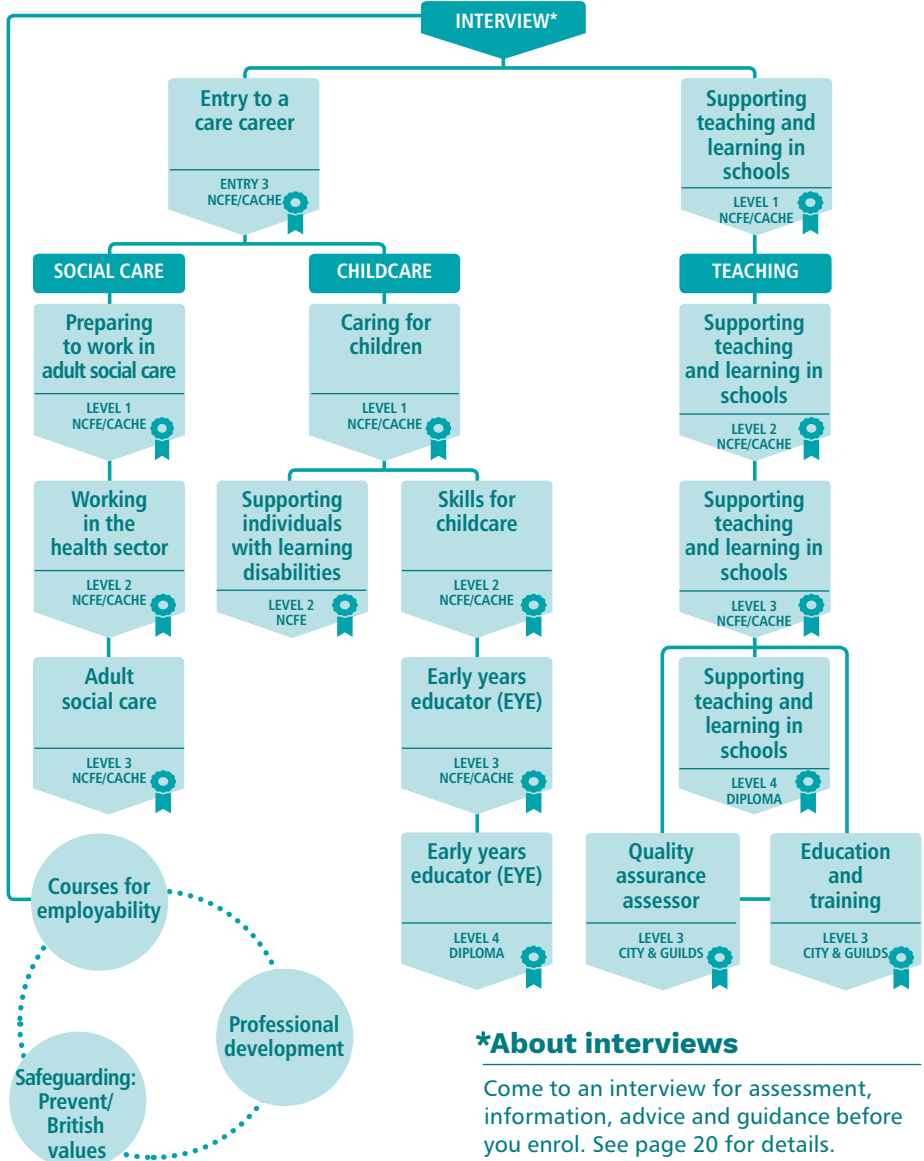 INTERVIEW*
Entry to a
care career
ENTRY 3
NCFE/CACHE
Supporting
teaching and
learning in
schools
LEVEL 1
NCFE/CACHE
SOCIAL CARE
CHILDCARE
TEACHING
Preparing
to work in
adult social care
LEVEL 1
NCFE/CACHE
Caring for
children
LEVEL 1
NCFE/CACHE
Supporting
teaching
and learning in
schools
LEVEL 2
NCFE/CACHE
Working
in the
health sector
LEVEL 2
NCFE/CACHE
Supporting
individuals
with learning
disabilities
LEVEL 2
NCFE
Skills for
childcare
LEVEL 2
NCFE/CACHE
Supporting
teaching
and learning in
schools
LEVEL 3
NCFE/CACHE
Adult
social care
LEVEL 3
NCFE/CACHE
Early years
educator (EYE)
LEVEL 3
NCFE/CACHE
Supporting
teaching and
learning in
schools
LEVEL 4
DIPLOMA
Early years
educator (EYE)
LEVEL 4
DIPLOMA
Quality
assurance
assessor
LEVEL 3
CITY & GUILDS
Education
and
training
LEVEL 3
CITY & GUILDS
Courses for
employability
Professional
development
Safeguarding:
Prevent/
British
values
*About interviews
Come to an interview for assessment,
information, advice and guidance before
you enrol. See page 20 for details.